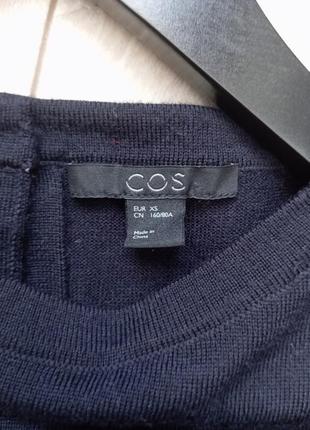 COS
EUR XS
CN 160/80A
Made in
China